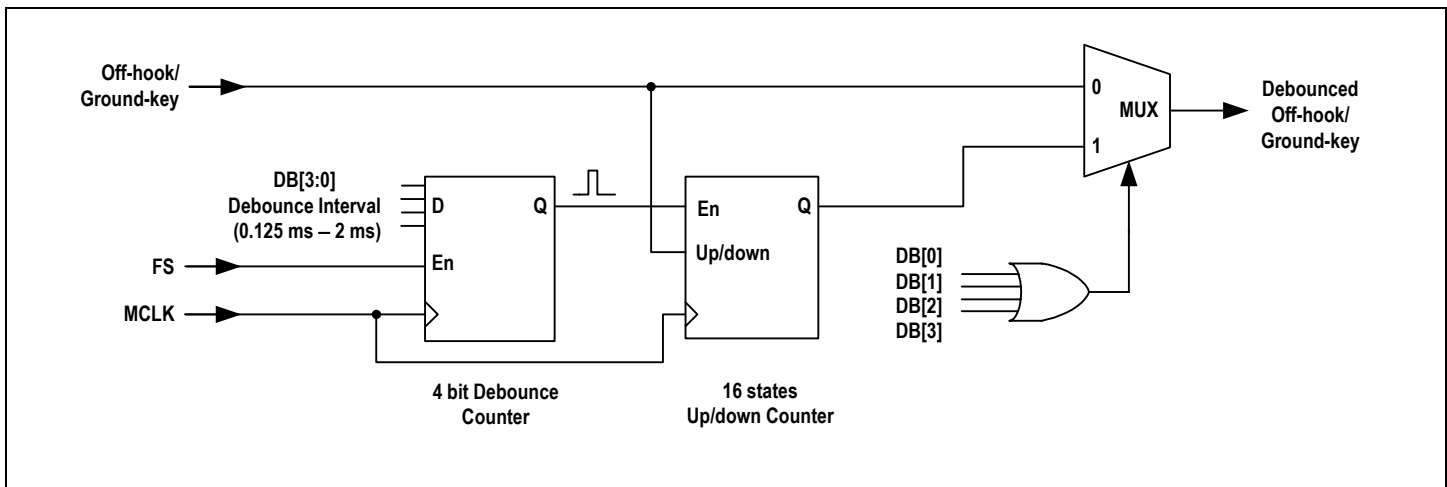 Off-hook/
Ground-key
0
MUX
1
Debounced
Off-hook/
Ground-key
DB[3:0]
Debounce Interval
(0.125 ms – 2 ms)
D
Q
En
FS
MCLK
En
Up/down
Q
DB[0]
DB[1]
DB[2]
DB[3]
4 bit Debounce
Counter
16 states
Up/down Counter